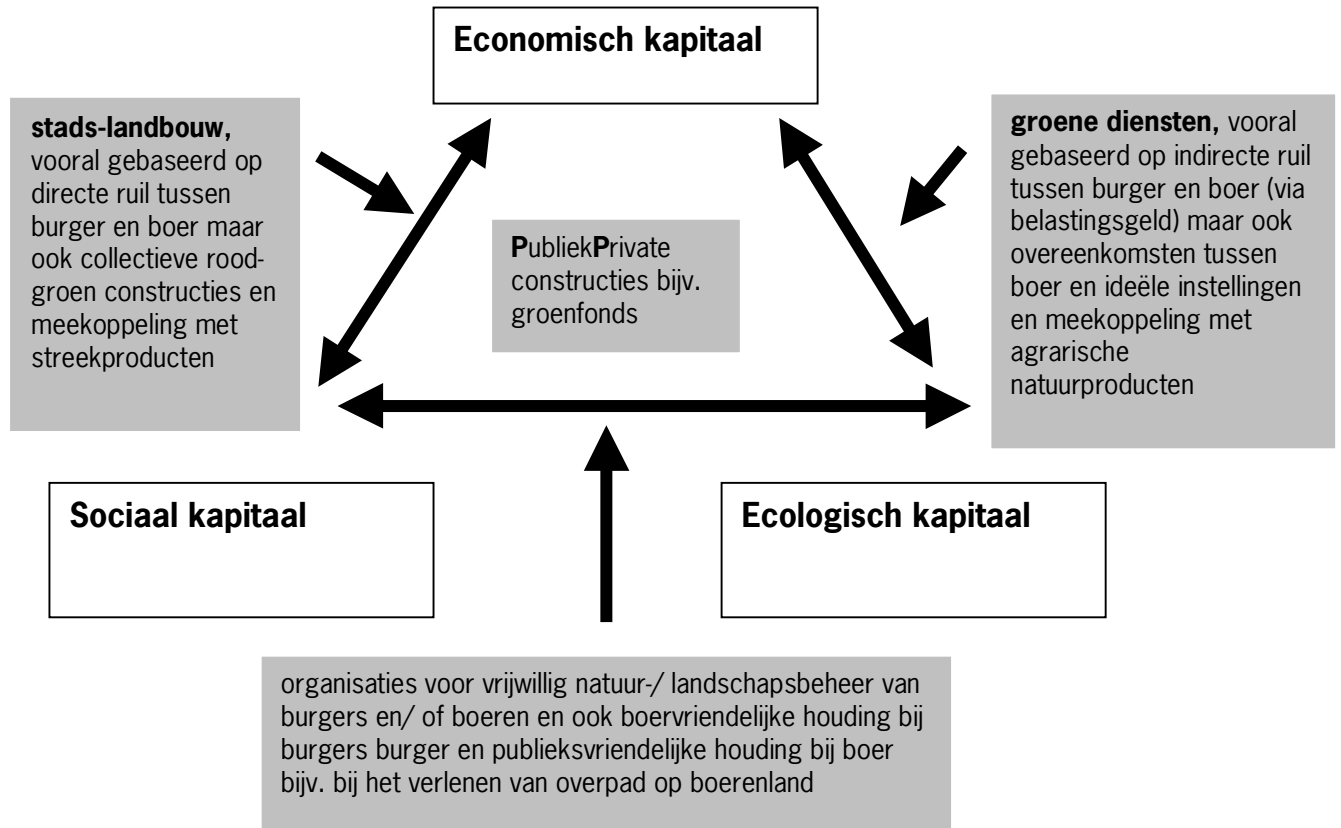 Economisch kapitaal
stads-landbouw,
vooral gebaseerd op
directe ruil tussen
burger en boer maar
ook collectieve rood-
groen constructies en
meekoppeling met
streekproducten
PubliekPrivate
constructies bijv.
groenfonds
groene diensten, vooral
gebaseerd op indirecte ruil
tussen burger en boer (via
belastingsgeld) maar ook
overeenkomsten tussen
boer en ideële instellingen
en meekoppeling met
agrarische
natuurproducten
Sociaal kapitaal
Ecologisch kapitaal
organisaties voor vrijwillig natuur-/ landschapsbeheer van
burgers en/ of boeren en ook boervriendelijke houding bij
burgers burger en publieksvriendelijke houding bij boer
bijv. bij het verlenen van overpad op boerenland